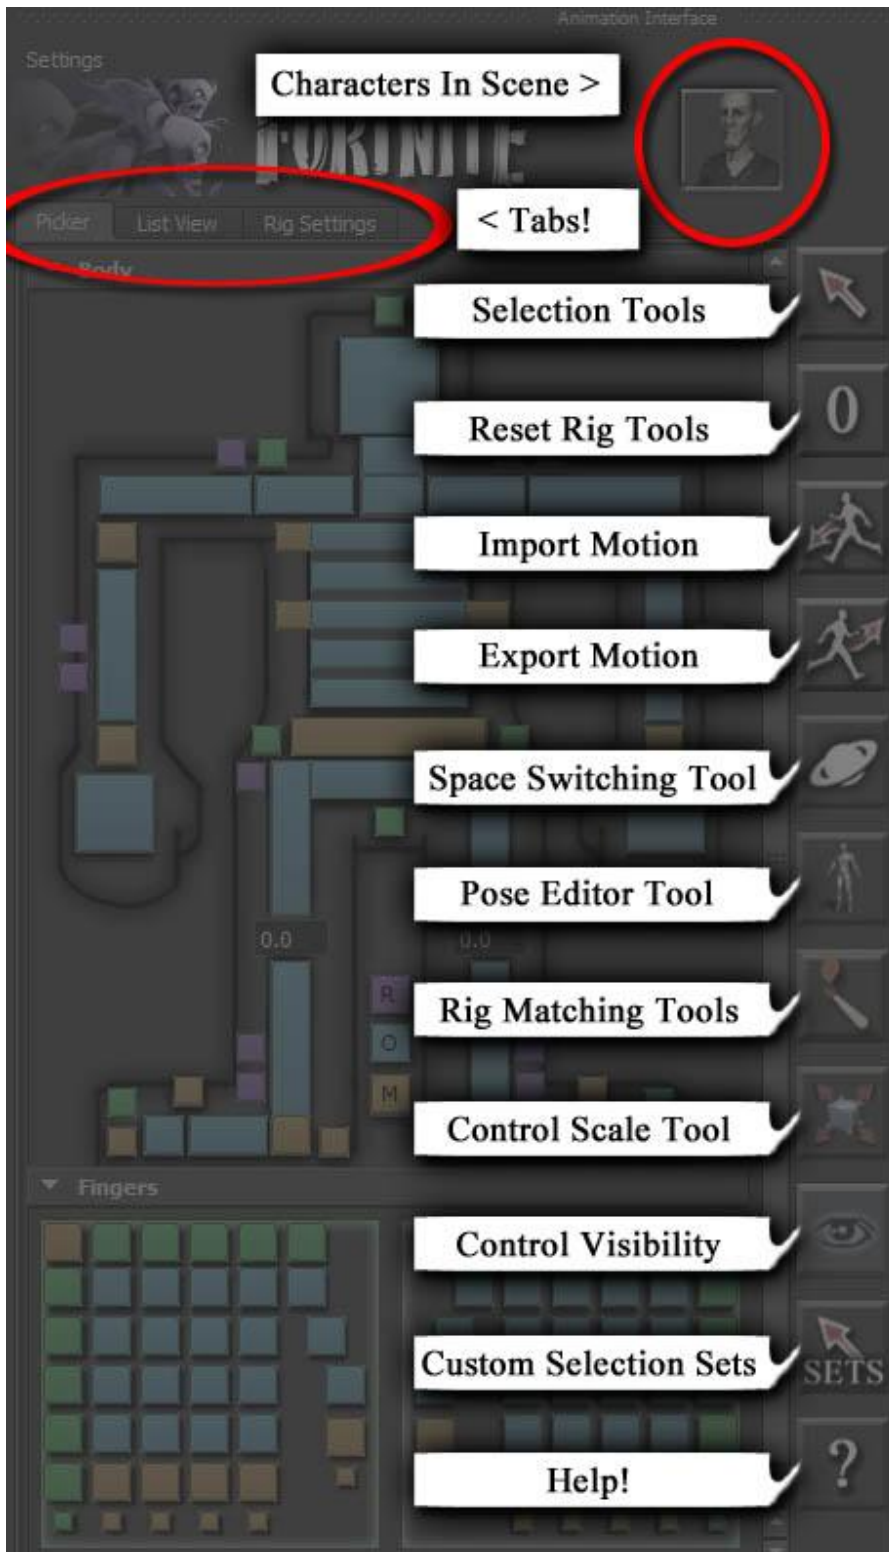 Animation Interface
Settings
Characters In Scene >
FORTNITE
Picker List View Rig Settings
< Tabs!
Body
Selection Tools
Reset Rig Tools
0
Import Motion
Export Motion
Space Switching Tool
Pose Editor Tool
0.0 0.0
R
Rig Matching Tools
O
M
Control Scale Tool
Fingers
Control Visibility
Custom Selection Sets
SETS
Help!
?